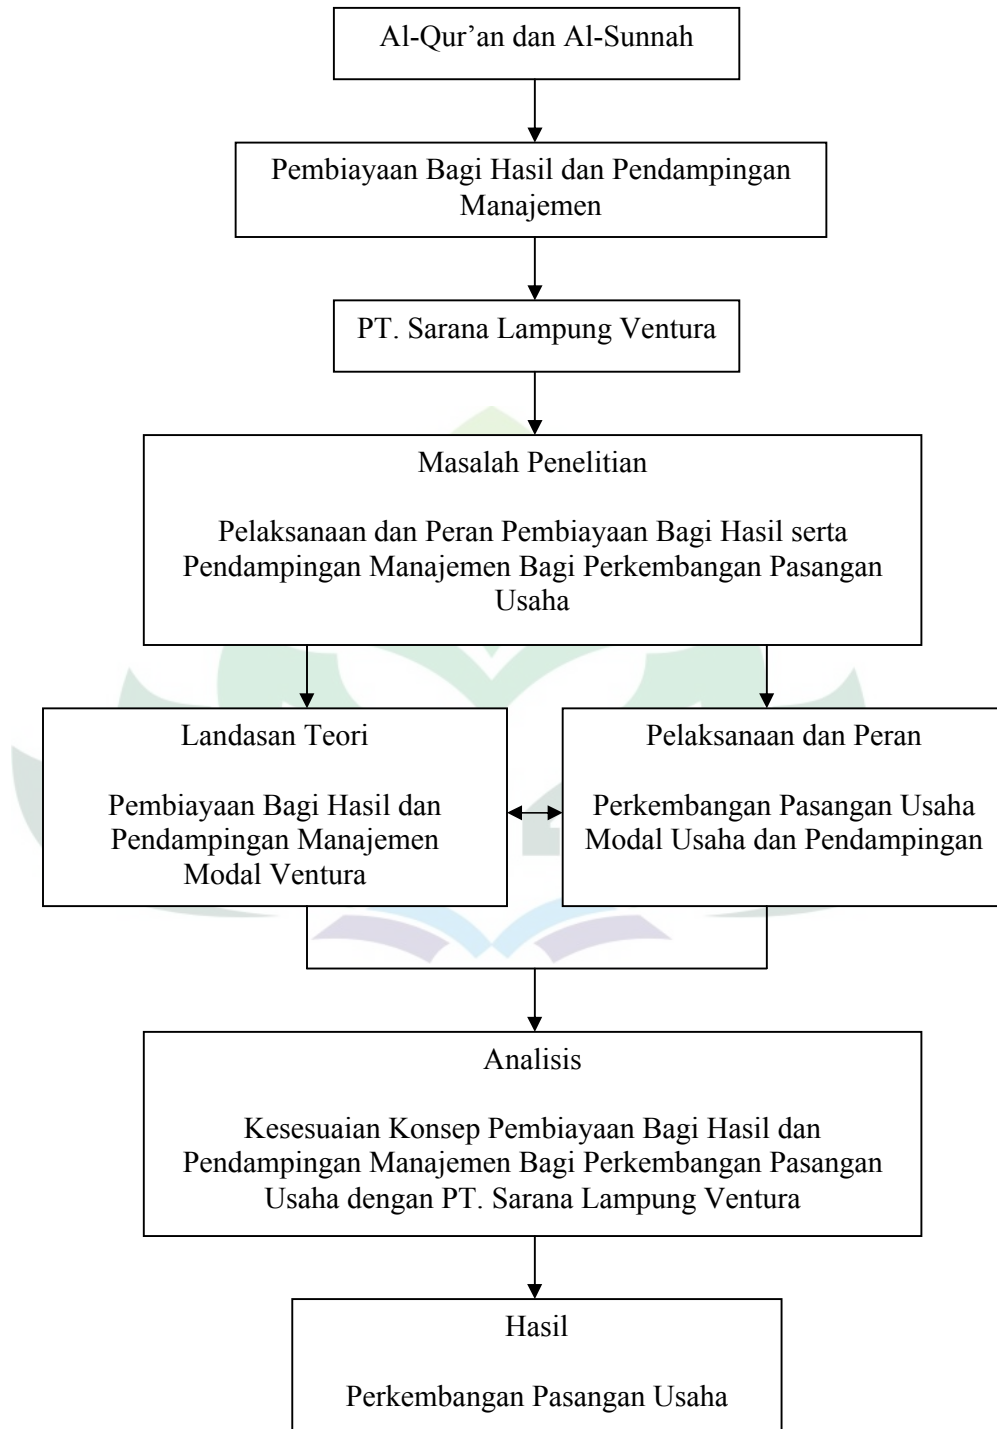 Al-Qur’an dan Al-Sunnah
Pembiayaan Bagi Hasil dan Pendampingan
Manajemen
PT. Sarana Lampung Ventura
Masalah Penelitian
Pelaksanaan dan Peran Pembiayaan Bagi Hasil serta
Pendampingan Manajemen Bagi Perkembangan Pasangan
Usaha
Landasan Teori
Pembiayaan Bagi Hasil dan
Pendampingan Manajemen
Modal Ventura
Pelaksanaan dan Peran
Perkembangan Pasangan Usaha
Modal Usaha dan Pendampingan
Analisis
Kesesuaian Konsep Pembiayaan Bagi Hasil dan
Pendampingan Manajemen Bagi Perkembangan Pasangan
Usaha dengan PT. Sarana Lampung Ventura
Hasil
Perkembangan Pasangan Usaha